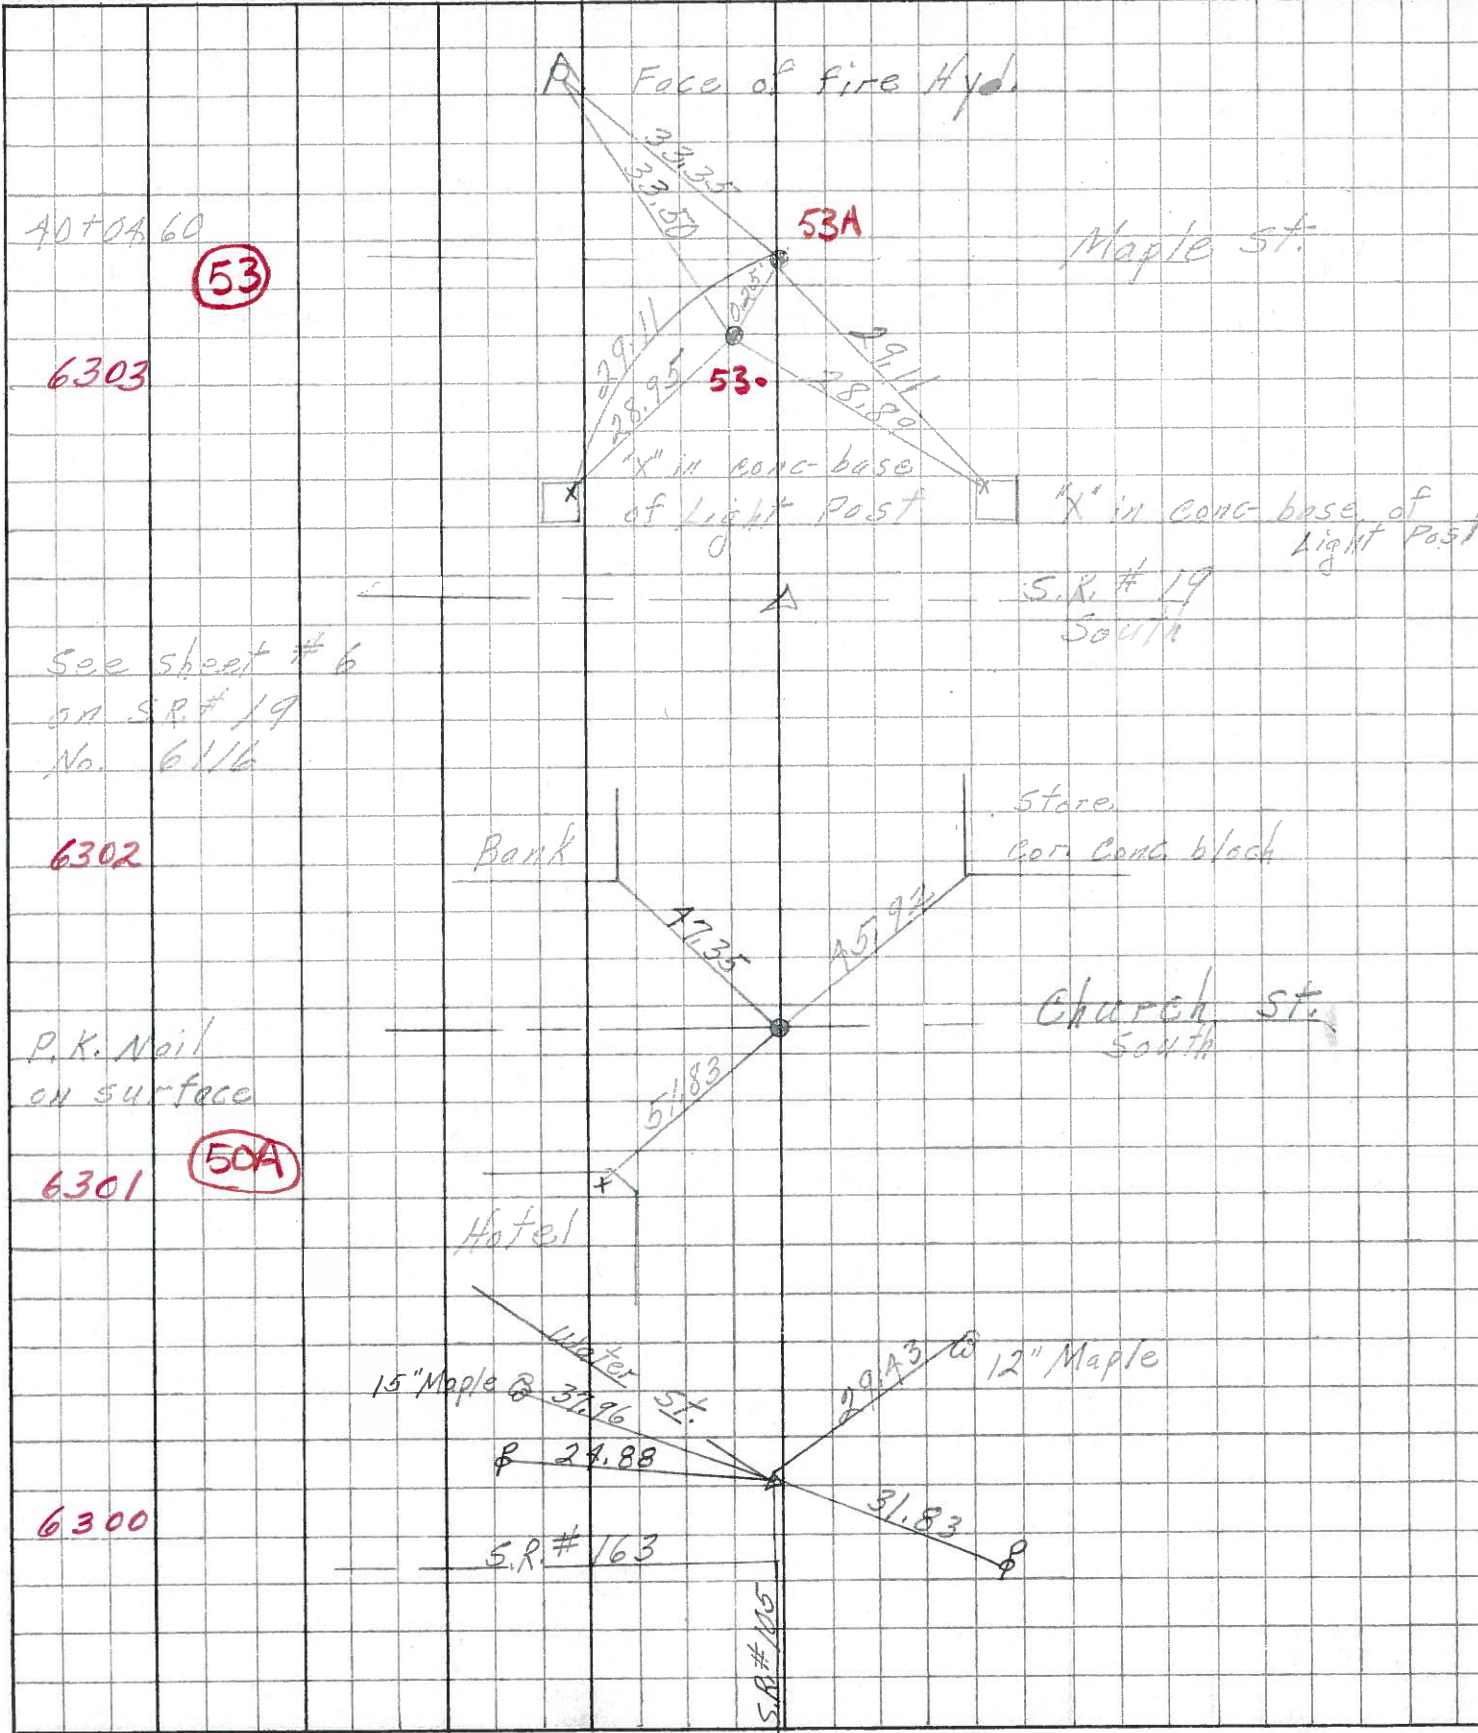 Face of fire Hyd.
33.35
33.50
40+04.60
53A
Maple St.
53
0.265
29.11
28.95
29.11
28.89
6303
53.
"X" in conc-base
of Light Post
"X" in conc-base of
Light Post
S.R. # 19
South
See sheet # 6
on S.R.# 19
No. 6116
Store
6302
Bank
Cor. Conc. block
47.35
45.92
Church St.
South
P.K. Nail
on surface
51.83
50A
6301
Hotel
Water St.
29.43
12" Maple
15" Maple
37.96
24.88
31.83
6300
S.R. # 163
S.R.# 105